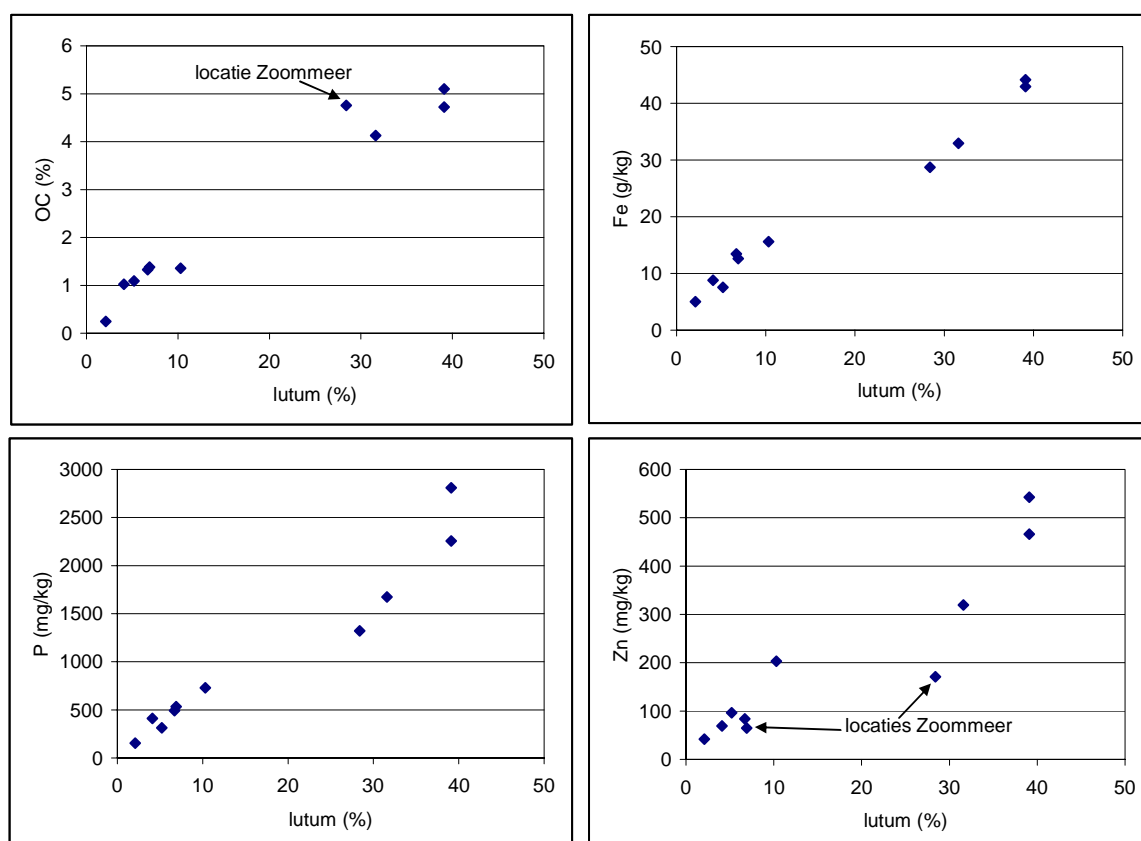 6
5
4
3
2
1
0
OC (%)
locatie Zoommeer
0 10 20 30 40 50
lutum (%)
50
40
30
20
10
0
Fe (g/kg)
0 10 20 30 40 50
lutum (%)
3000
2500
2000
1500
1000
500
0
P (mg/kg)
0 10 20 30 40 50
lutum (%)
600
500
400
300
200
100
0
Zn (mg/kg)
locaties Zoommeer
0 10 20 30 40 50
lutum (%)